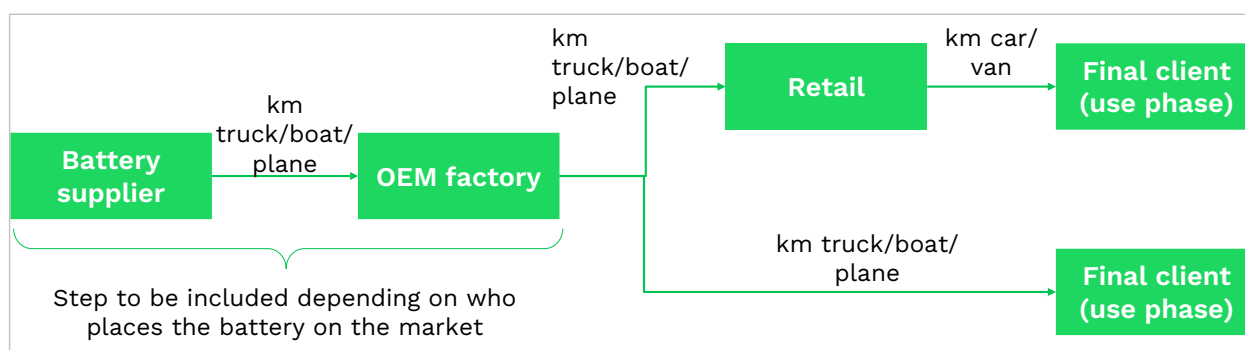 Battery
supplier
km
truck/boat/
plane
OEM factory
km
truck/boat/
plane
Retail
km car/
van
Final client
(use phase)
km truck/boat/
plane
Final client
(use phase)
Step to be included depending on who
places the battery on the market